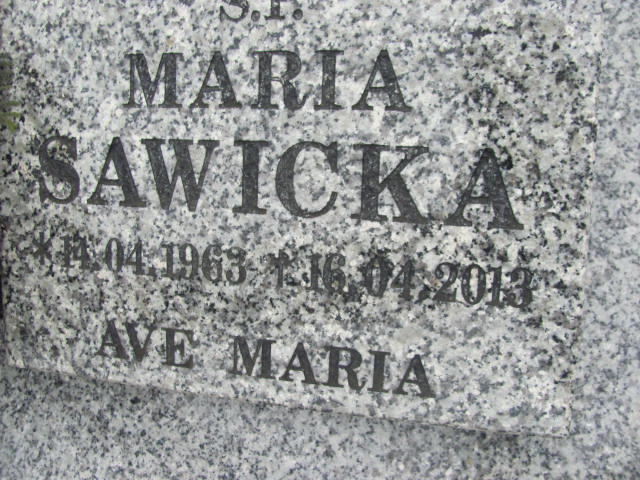 Ś.P.
MARIA
SAWICKA
* 14.04.1963 † 16.04.2013
AVE MARIA